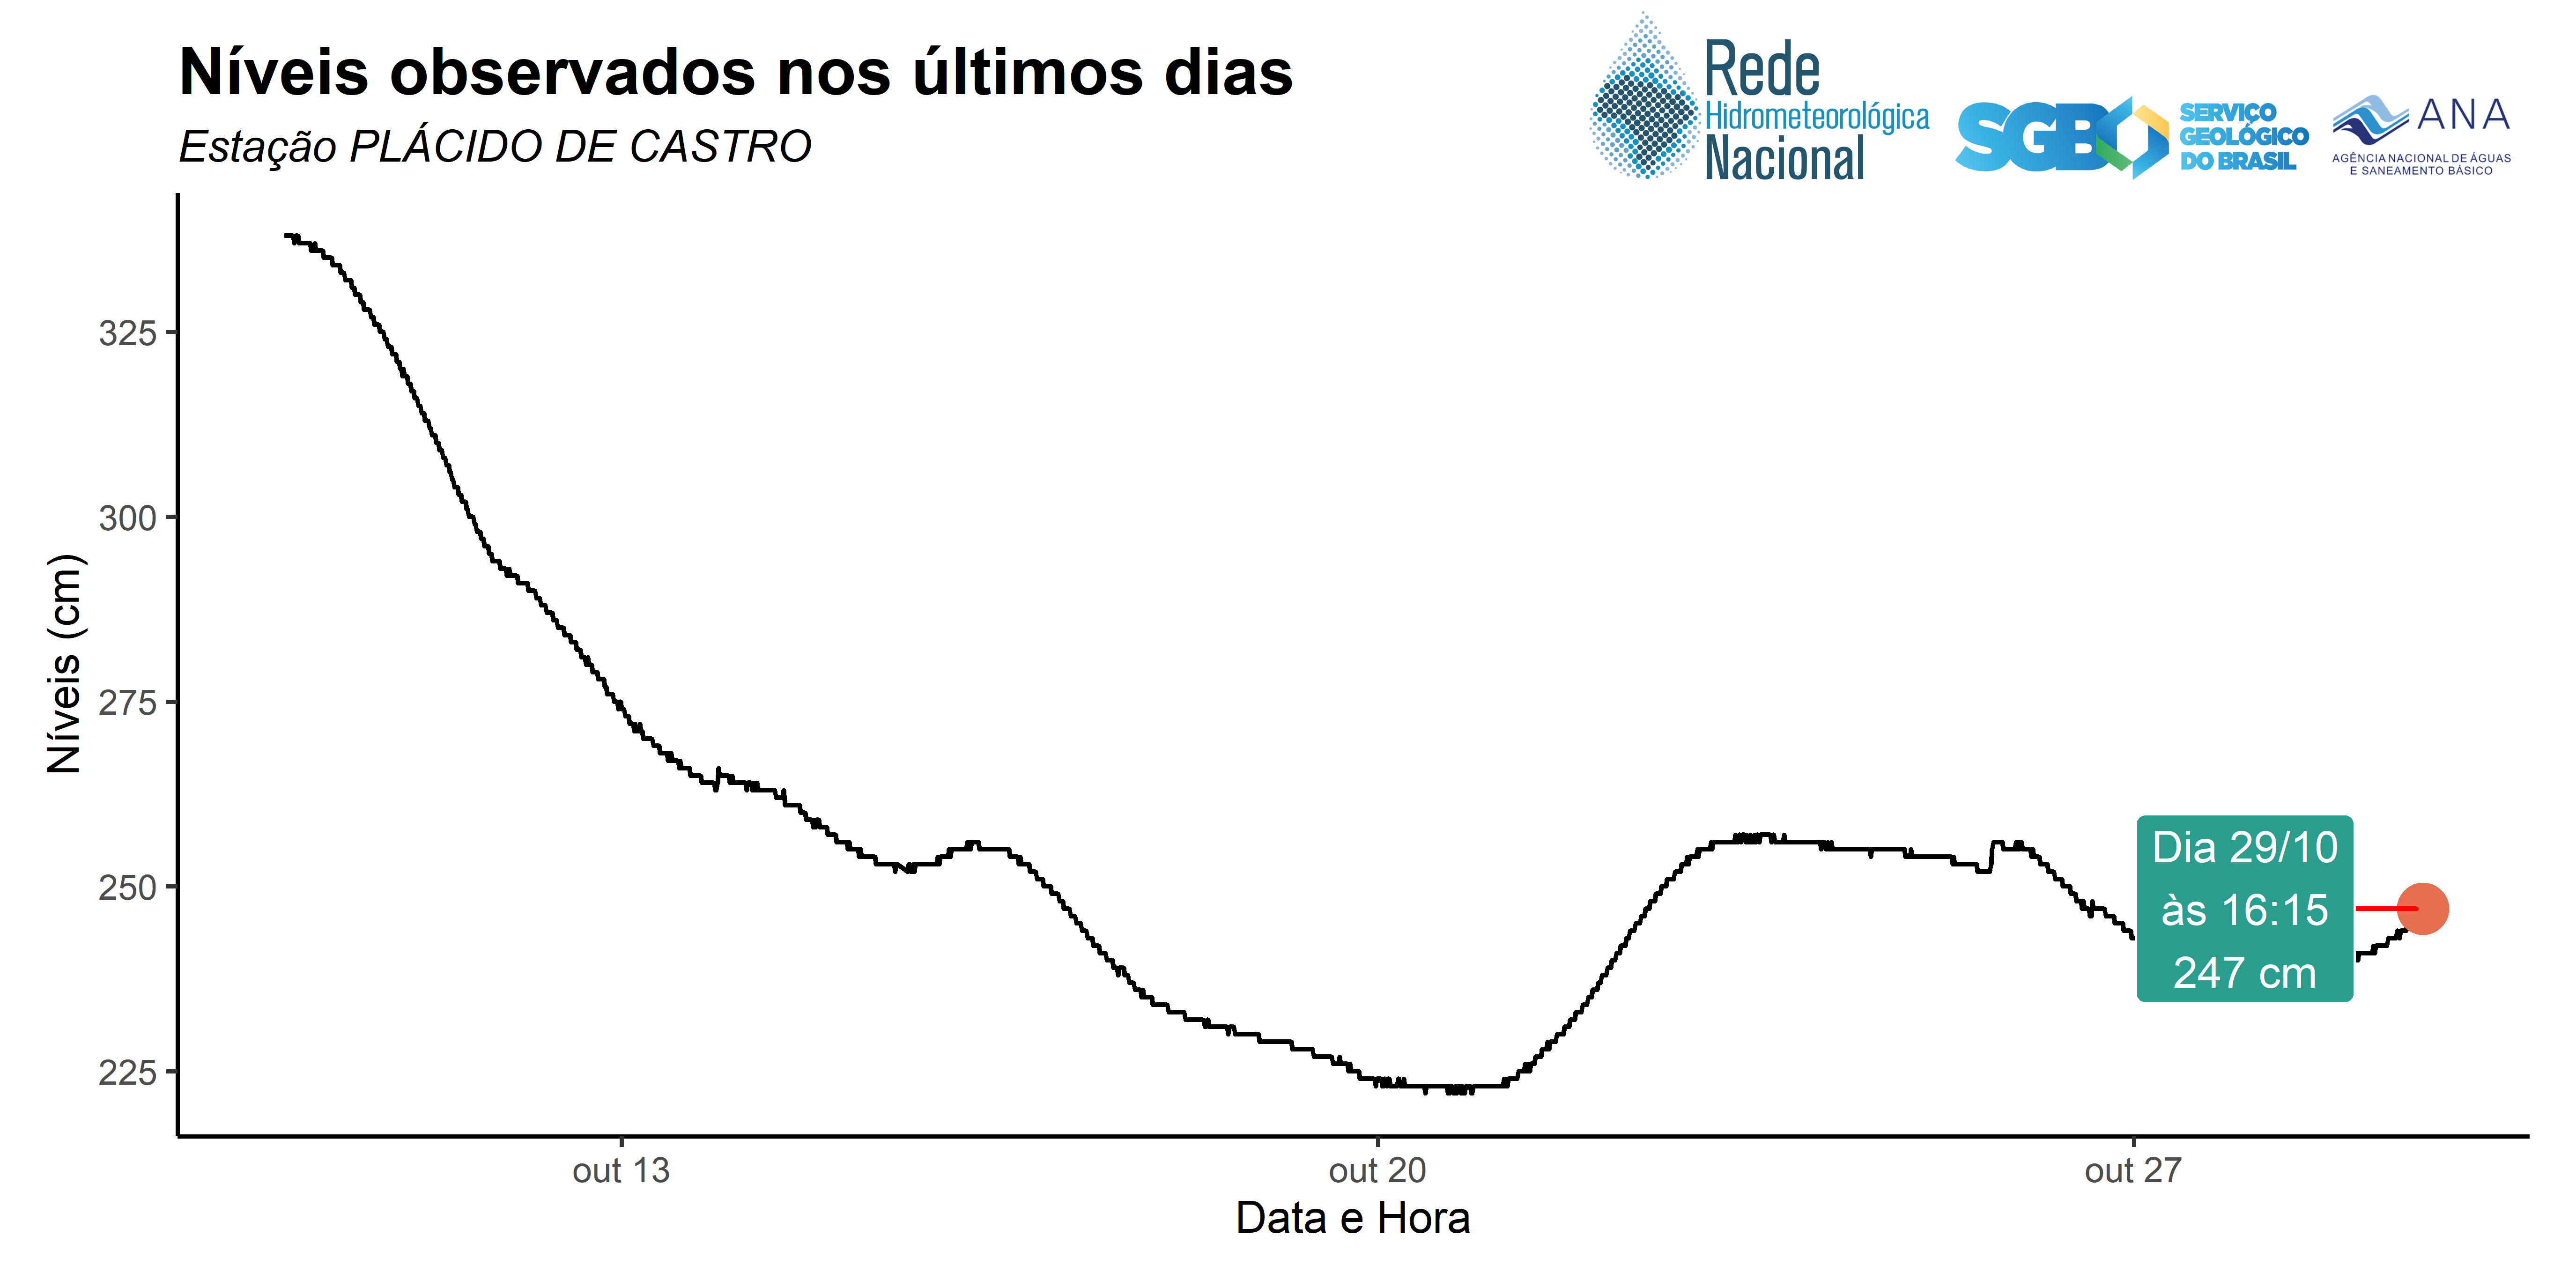 Níveis observados nos últimos dias
Estação PLÁCIDO DE CASTRO
Rede
Hidrometeorológica
Nacional
SGB
SERVIÇO
GEOLÓGICO
DO BRASIL
ANA
AGÊNCIA NACIONAL DE ÁGUAS
E SANEAMENTO BÁSICO
Níveis (cm)
325
300
275
250
225
Dia 29/10
às 16:15
247 cm
out 13
out 20
out 27
Data e Hora